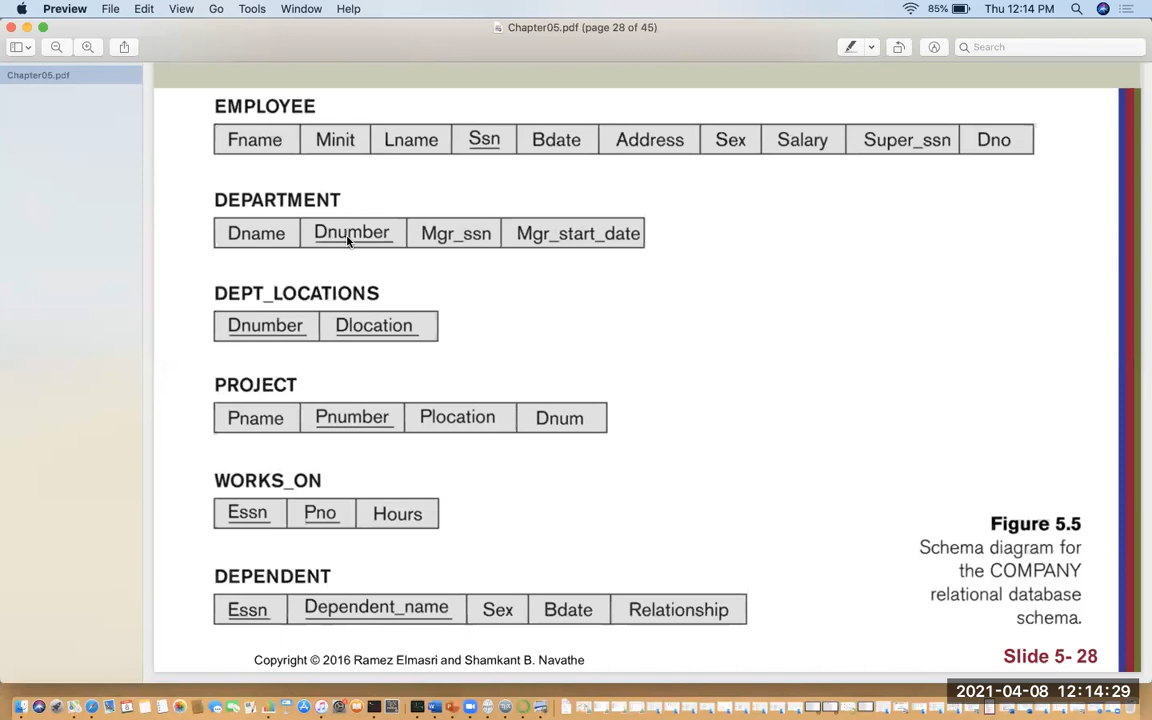 Preview File Edit View Go Tools Window Help 85% Thu 12:14 PM
Chapter05.pdf (page 28 of 45)
Search
Chapter05.pdf
EMPLOYEE
Fname Minit Lname Ssn Bdate Address Sex Salary Super_ssn Dno
DEPARTMENT
Dname Dnumber Mgr_ssn Mgr_start_date
DEPT_LOCATIONS
Dnumber Dlocation
PROJECT
Pname Pnumber Plocation Dnum
WORKS_ON
Essn Pno Hours
Figure 5.5
Schema diagram for
the COMPANY
relational database
schema.
DEPENDENT
Essn Dependent_name Sex Bdate Relationship
Copyright © 2016 Ramez Elmasri and Shamkant B. Navathe
Slide 5- 28
2021-04-08 12:14:29